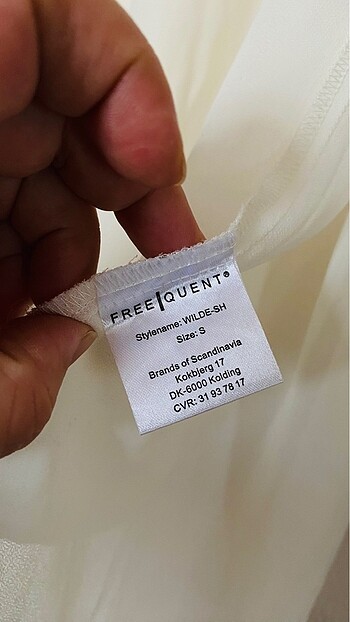 FREE|QUENT®
Stylename: WILDE-SH
Size: S
Brands of Scandinavia
Kokbjerg 17
DK-6000 Kolding
CVR: 31 93 78 17